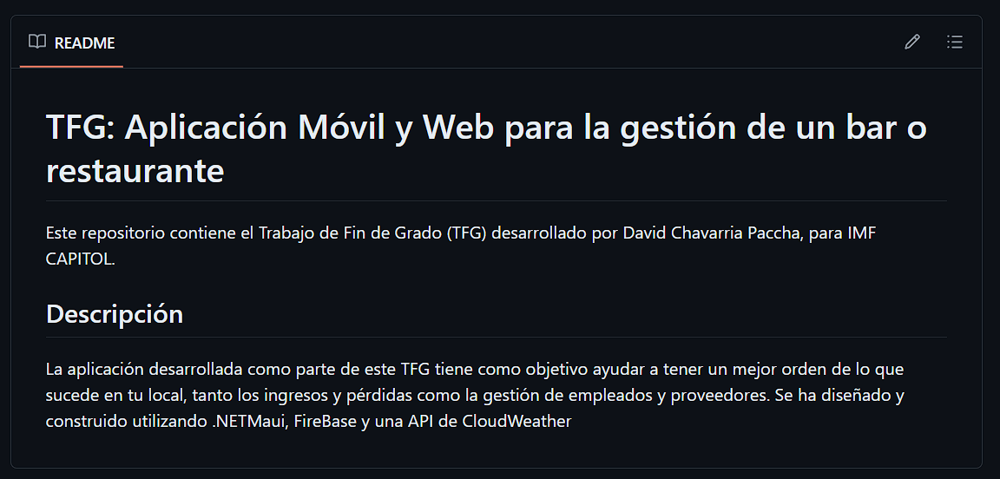 README
TFG: Aplicación Móvil y Web para la gestión de un bar o
restaurante
Este repositorio contiene el Trabajo de Fin de Grado (TFG) desarrollado por David Chavarria Paccha, para IMF
CAPITOL.
Descripción
La aplicación desarrollada como parte de este TFG tiene como objetivo ayudar a tener un mejor orden de lo que
sucede en tu local, tanto los ingresos y pérdidas como la gestión de empleados y proveedores. Se ha diseñado y
construido utilizando .NETMaui, FireBase y una API de CloudWeather